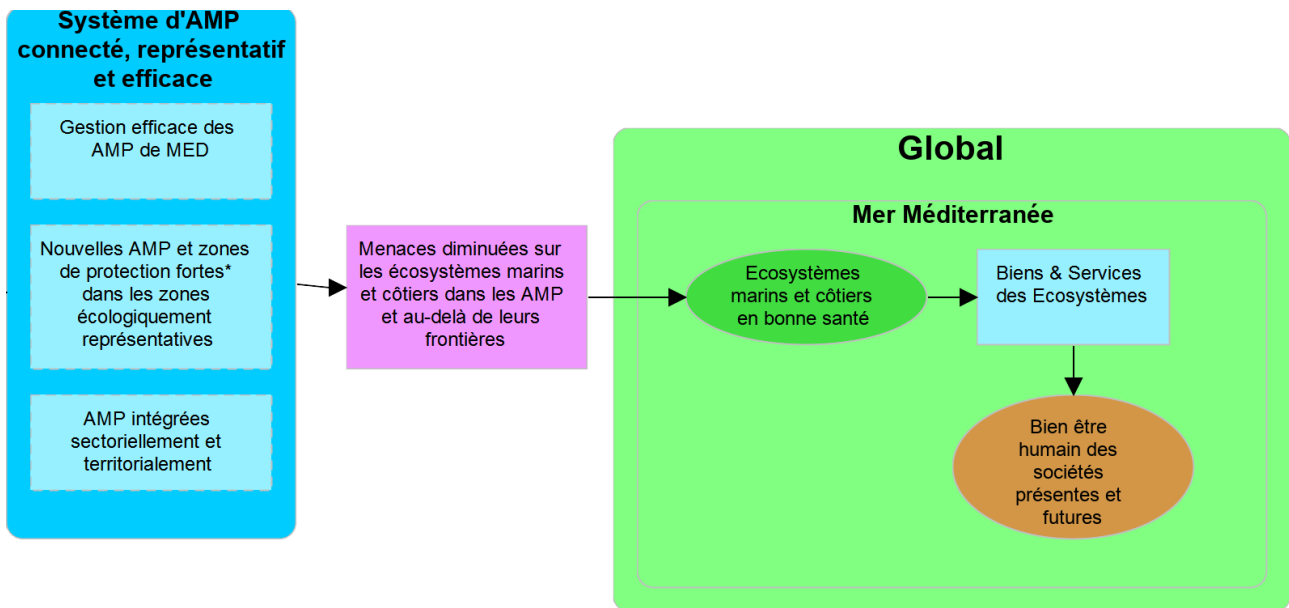 Système d'AMP
connecté, représentatif
et efficace
Gestion efficace des
AMP de MED
Nouvelles AMP et zones
de protection fortes*
dans les zones
écologiquement
représentatives
AMP intégrées
sectoriellement et
territorialement
Menaces diminuées sur
les écosystèmes marins
et côtiers dans les AMP
et au-delà de leurs
frontières
Global
Mer Méditerranée
Ecosystèmes
marins et côtiers
en bonne santé
Biens & Services
des Ecosystèmes
Bien être
humain des
sociétés
présentes et
futures